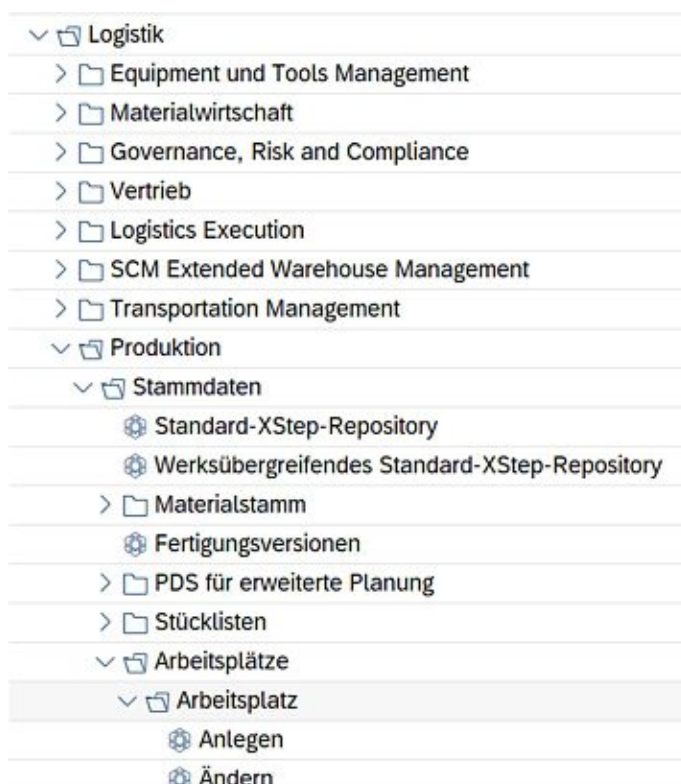 Logistik
Equipment und Tools Management
Materialwirtschaft
Governance, Risk and Compliance
Vertrieb
Logistics Execution
SCM Extended Warehouse Management
Transportation Management
Produktion
Stammdaten
Standard-XStep-Repository
Werksübergreifendes Standard-XStep-Repository
Materialstamm
Fertigungsversionen
PDS für erweiterte Planung
Stücklisten
Arbeitsplätze
Arbeitsplatz
Anlegen
Ändern